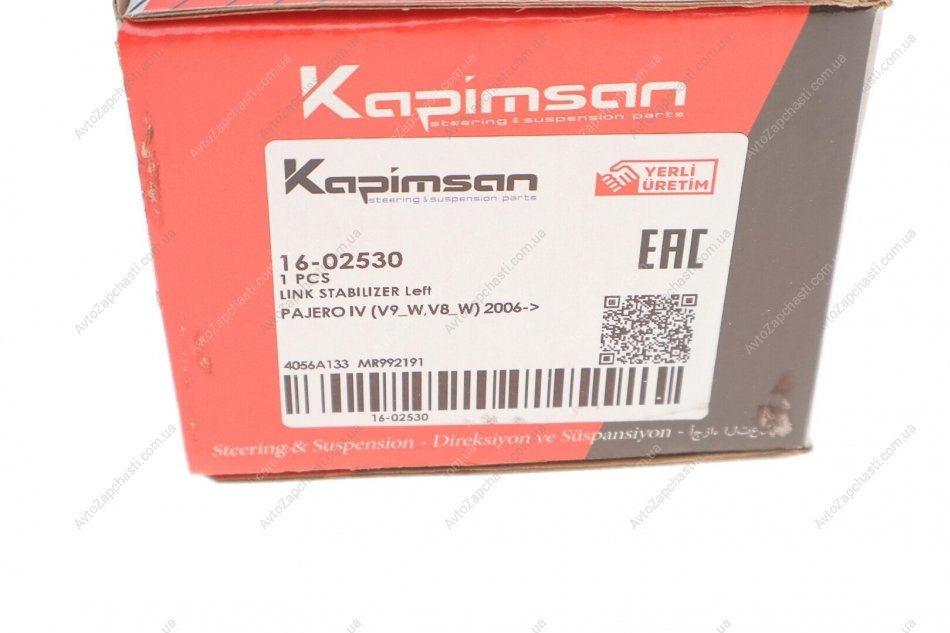 Kapimsan
steering & suspension parts
Kapimsan
steering & suspension parts
YERLİ
ÜRETİM
16-02530
1 PCS
LINK STABILIZER Left
PAJERO IV (V9_W,V8_W) 2006->
EAC
4056A133 MR992191
16-02530
Steering & Suspension - Direksiyon ve Süspansiyon - أجزاء
AvtoZapchasti.com.ua